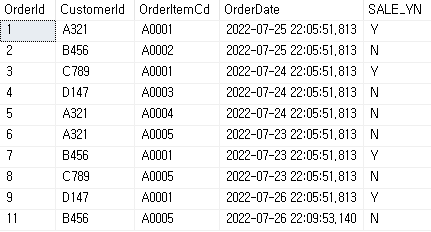 OrderId CustomerId OrderItemCd OrderDate SALE_YN
1 A321 A0001 2022-07-25 22:05:51,813 Y
2 B456 A0002 2022-07-25 22:05:51,813 N
3 C789 A0001 2022-07-24 22:05:51,813 Y
4 D147 A0003 2022-07-24 22:05:51,813 N
5 A321 A0004 2022-07-24 22:05:51,813 N
6 A321 A0005 2022-07-23 22:05:51,813 N
7 B456 A0001 2022-07-23 22:05:51,813 Y
8 C789 A0005 2022-07-23 22:05:51,813 N
9 D147 A0001 2022-07-26 22:05:51,813 Y
11 B456 A0005 2022-07-26 22:09:53,140 N